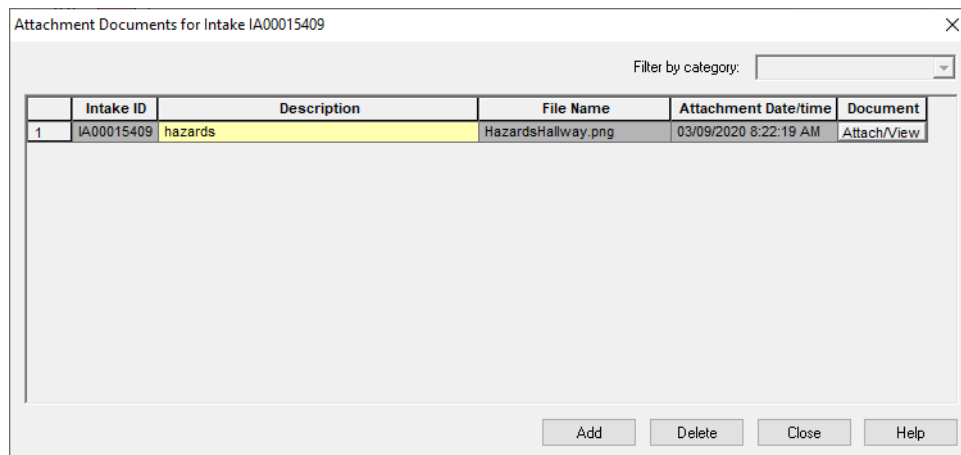 Attachment Documents for Intake IA00015409
Filter by category:
Intake ID Description File Name Attachment Date/time Document
1 IA00015409 hazards HazardsHallway.png 03/09/2020 8:22:19 AM Attach/View
Add Delete Close Help